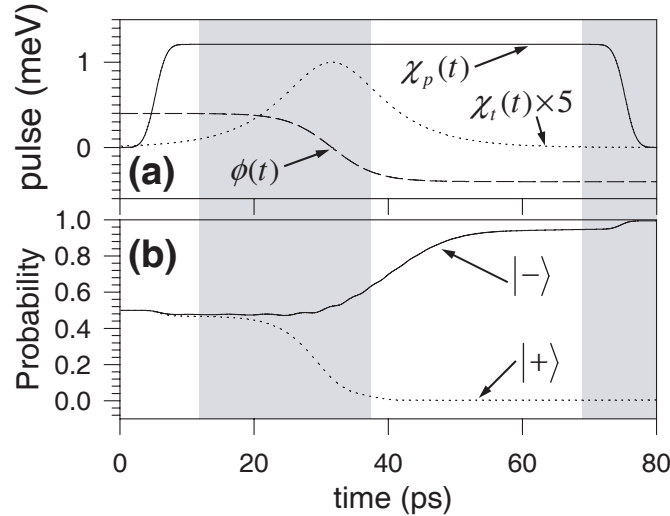 pulse (meV)
1
0
χₚ(t)
χₜ(t)×5
ϕ(t)
(a)
Probability
1.0
0.8
0.6
0.4
0.2
0.0
(b)
|−⟩
|+⟩
0 20 40 60 80
time (ps)